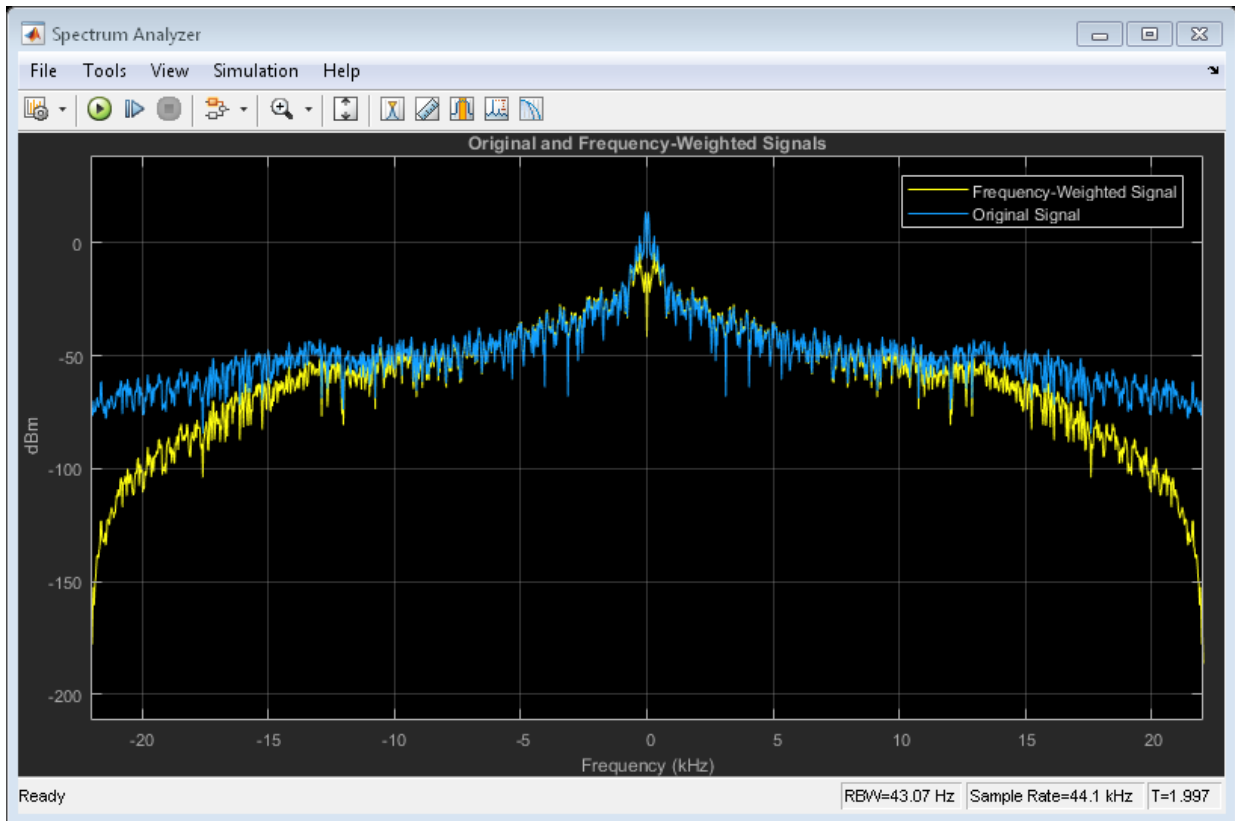 Spectrum Analyzer
File Tools View Simulation Help
Original and Frequency-Weighted Signals
Frequency-Weighted Signal
Original Signal
0
-50
-100
-150
-200
dBm
-20 -15 -10 -5 0 5 10 15 20
Frequency (kHz)
Ready RBW=43.07 Hz Sample Rate=44.1 kHz T=1.997